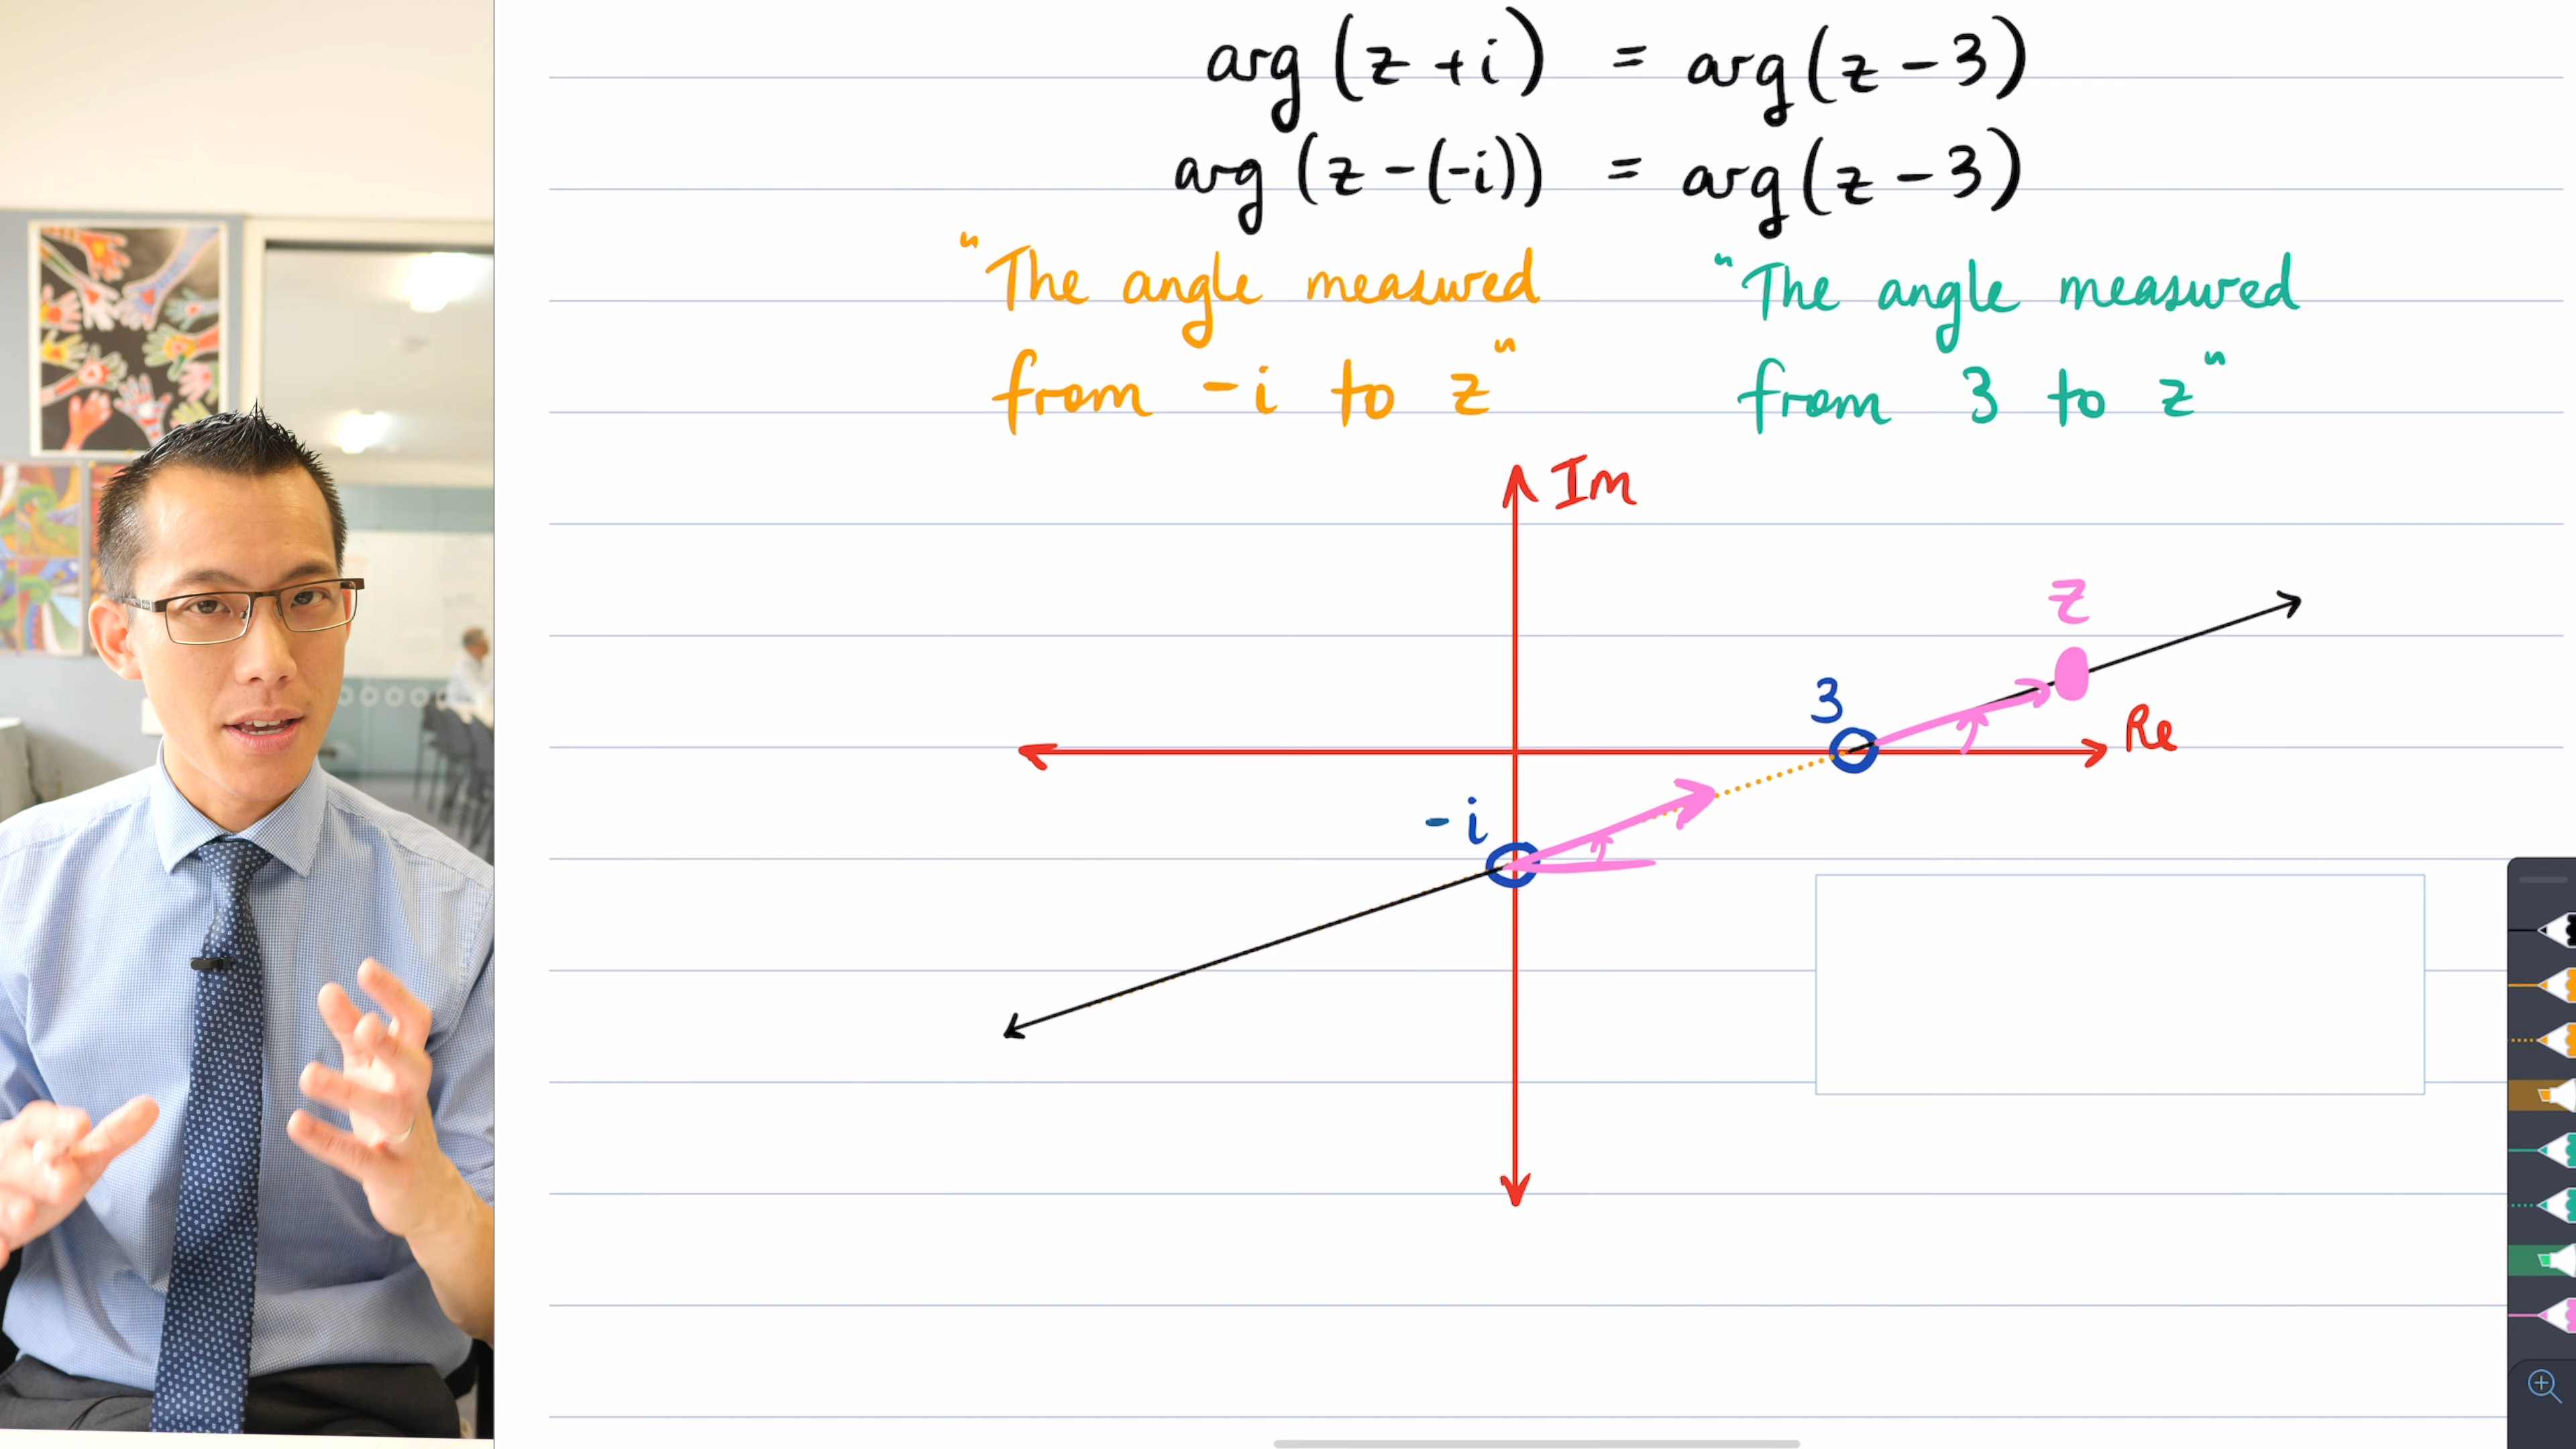 arg (z + i) = arg (z - 3)
arg (z - (-i)) = arg (z - 3)
"The angle measured
from -i to z"
"The angle measured
from 3 to z"
Im
z
3
Re
-i